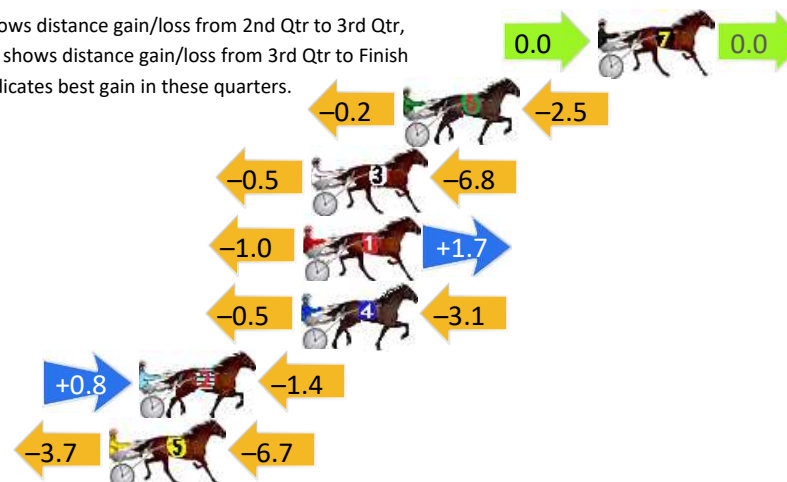 ows distance gain/loss from 2nd Qtr to 3rd Qtr,
0.0 7 0.0
shows distance gain/loss from 3rd Qtr to Finish
dicates best gain in these quarters.
–0.2 –2.5
–0.5 3 –6.8
–1.0 1 +1.7
–0.5 4 –3.1
+0.8 –1.4
–3.7 5 –6.7